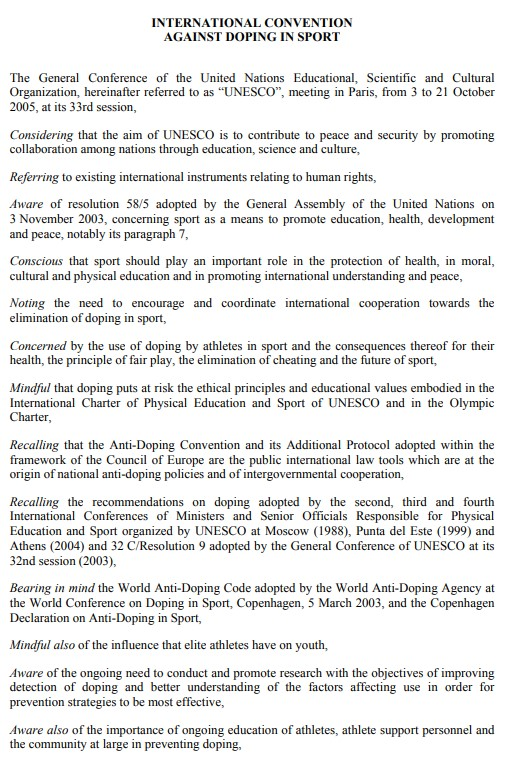 INTERNATIONAL CONVENTION
AGAINST DOPING IN SPORT
The General Conference of the United Nations Educational, Scientific and Cultural
Organization, hereinafter referred to as “UNESCO”, meeting in Paris, from 3 to 21 October
2005, at its 33rd session,
Considering that the aim of UNESCO is to contribute to peace and security by promoting
collaboration among nations through education, science and culture,
Referring to existing international instruments relating to human rights,
Aware of resolution 58/5 adopted by the General Assembly of the United Nations on
3 November 2003, concerning sport as a means to promote education, health, development
and peace, notably its paragraph 7,
Conscious that sport should play an important role in the protection of health, in moral,
cultural and physical education and in promoting international understanding and peace,
Noting the need to encourage and coordinate international cooperation towards the
elimination of doping in sport,
Concerned by the use of doping by athletes in sport and the consequences thereof for their
health, the principle of fair play, the elimination of cheating and the future of sport,
Mindful that doping puts at risk the ethical principles and educational values embodied in the
International Charter of Physical Education and Sport of UNESCO and in the Olympic
Charter,
Recalling that the Anti-Doping Convention and its Additional Protocol adopted within the
framework of the Council of Europe are the public international law tools which are at the
origin of national anti-doping policies and of intergovernmental cooperation,
Recalling the recommendations on doping adopted by the second, third and fourth
International Conferences of Ministers and Senior Officials Responsible for Physical
Education and Sport organized by UNESCO at Moscow (1988), Punta del Este (1999) and
Athens (2004) and 32 C/Resolution 9 adopted by the General Conference of UNESCO at its
32nd session (2003),
Bearing in mind the World Anti-Doping Code adopted by the World Anti-Doping Agency at
the World Conference on Doping in Sport, Copenhagen, 5 March 2003, and the Copenhagen
Declaration on Anti-Doping in Sport,
Mindful also of the influence that elite athletes have on youth,
Aware of the ongoing need to conduct and promote research with the objectives of improving
detection of doping and better understanding of the factors affecting use in order for
prevention strategies to be most effective,
Aware also of the importance of ongoing education of athletes, athlete support personnel and
the community at large in preventing doping,